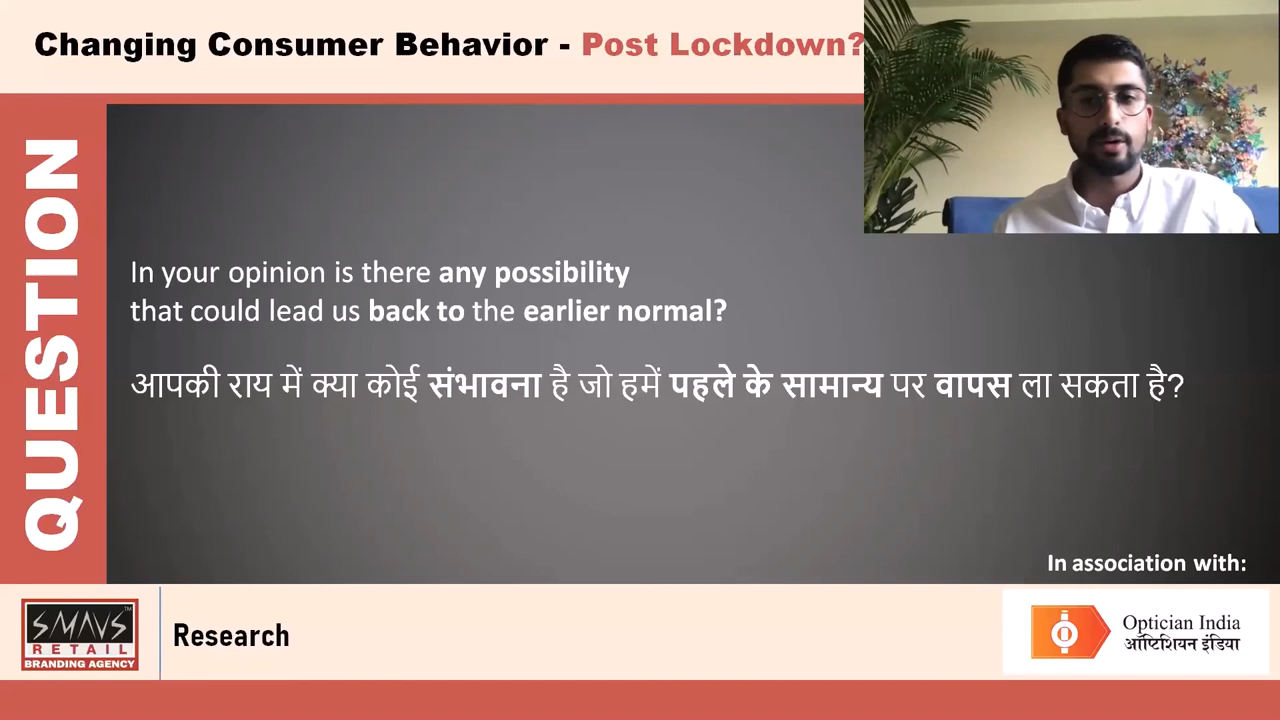 Changing Consumer Behavior - Post Lockdown?
QUESTION
In your opinion is there any possibility
that could lead us back to the earlier normal?
आपकी राय में क्या कोई संभावना है जो हमें पहले के सामान्य पर वापस ला सकता है?
In association with:
SMAVS™
RETAIL
BRANDING AGENCY
Research
Optician India
ऑप्टिशियन इंडिया